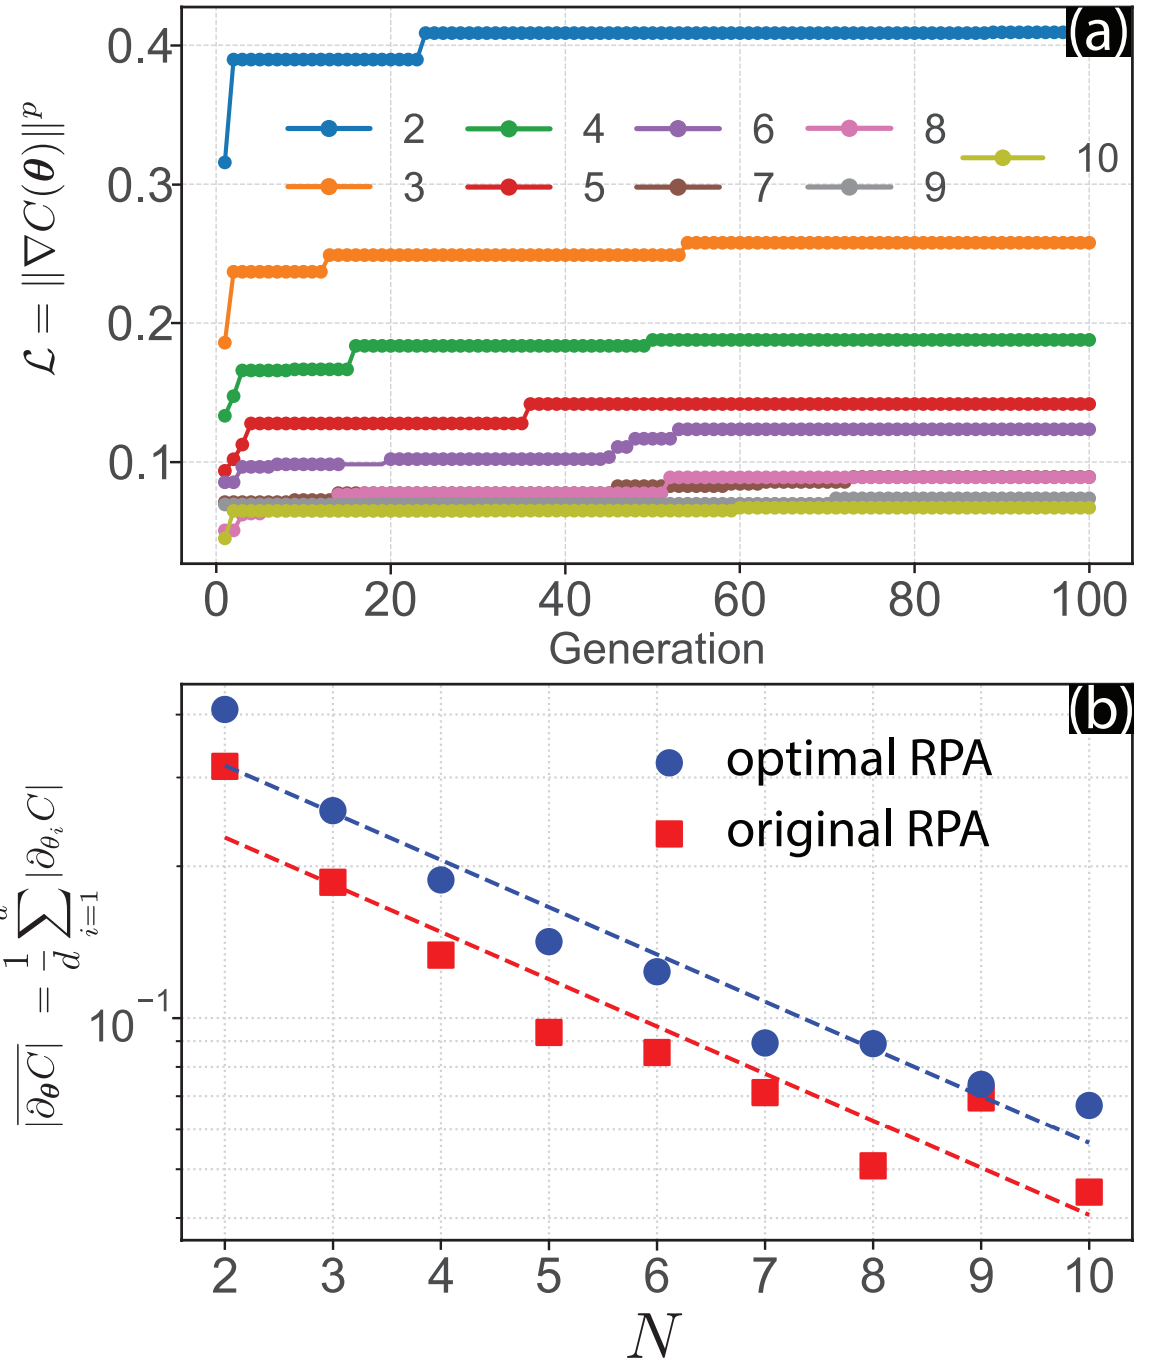 (a)
0.4
0.3
0.2
0.1
ℒ = ||∇C(θ)||^p
2 4 6 8 10
3 5 7 9
0 20 40 60 80 100
Generation
(b)
optimal RPA
original RPA
|∂_θ C| = 1/d ∑_{i=1}^{d} |∂_{θ_i} C|
10^{−1}
2 3 4 5 6 7 8 9 10
N